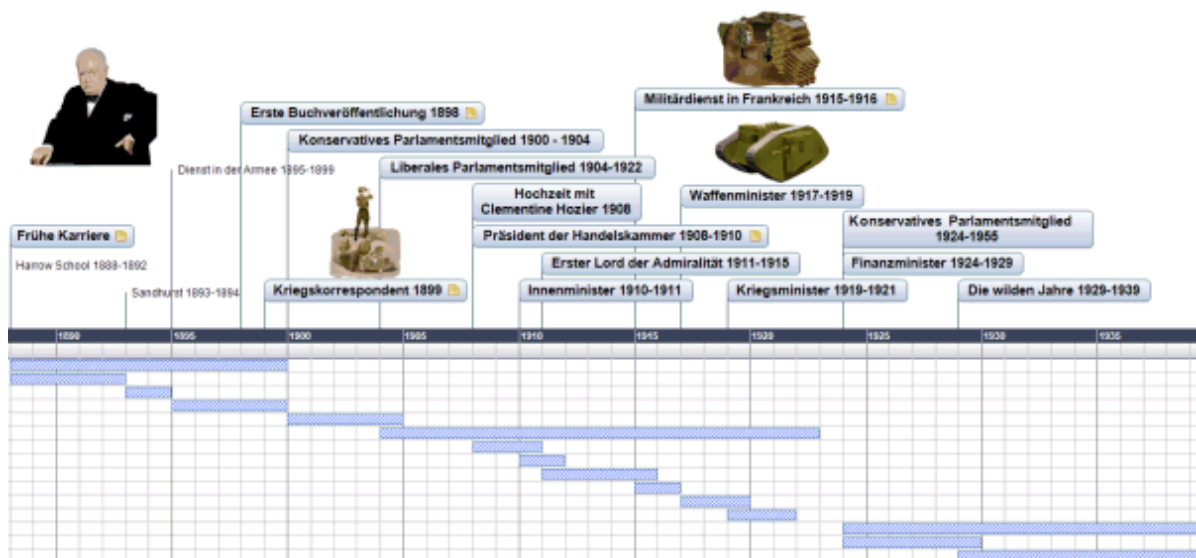 Militärdienst in Frankreich 1915-1916
Erste Buchveröffentlichung 1898
Konservatives Parlamentsmitglied 1900 - 1904
Dienst in der Armee 1895-1899
Liberales Parlamentsmitglied 1904-1922
Hochzeit mit
Clementine Hozier 1908
Waffenminister 1917-1919
Konservatives Parlamentsmitglied
1924-1955
Frühe Karriere
Präsident der Handelskammer 1908-1910
Harrow School 1888-1892
Erster Lord der Admiralität 1911-1915
Finanzminister 1924-1929
Sandhurst 1893-1894
Kriegskorrespondent 1899
Innenminister 1910-1911
Kriegsminister 1919-1921
Die wilden Jahre 1929-1939
1890 1895 1900 1905 1910 1915 1920 1925 1930 1935